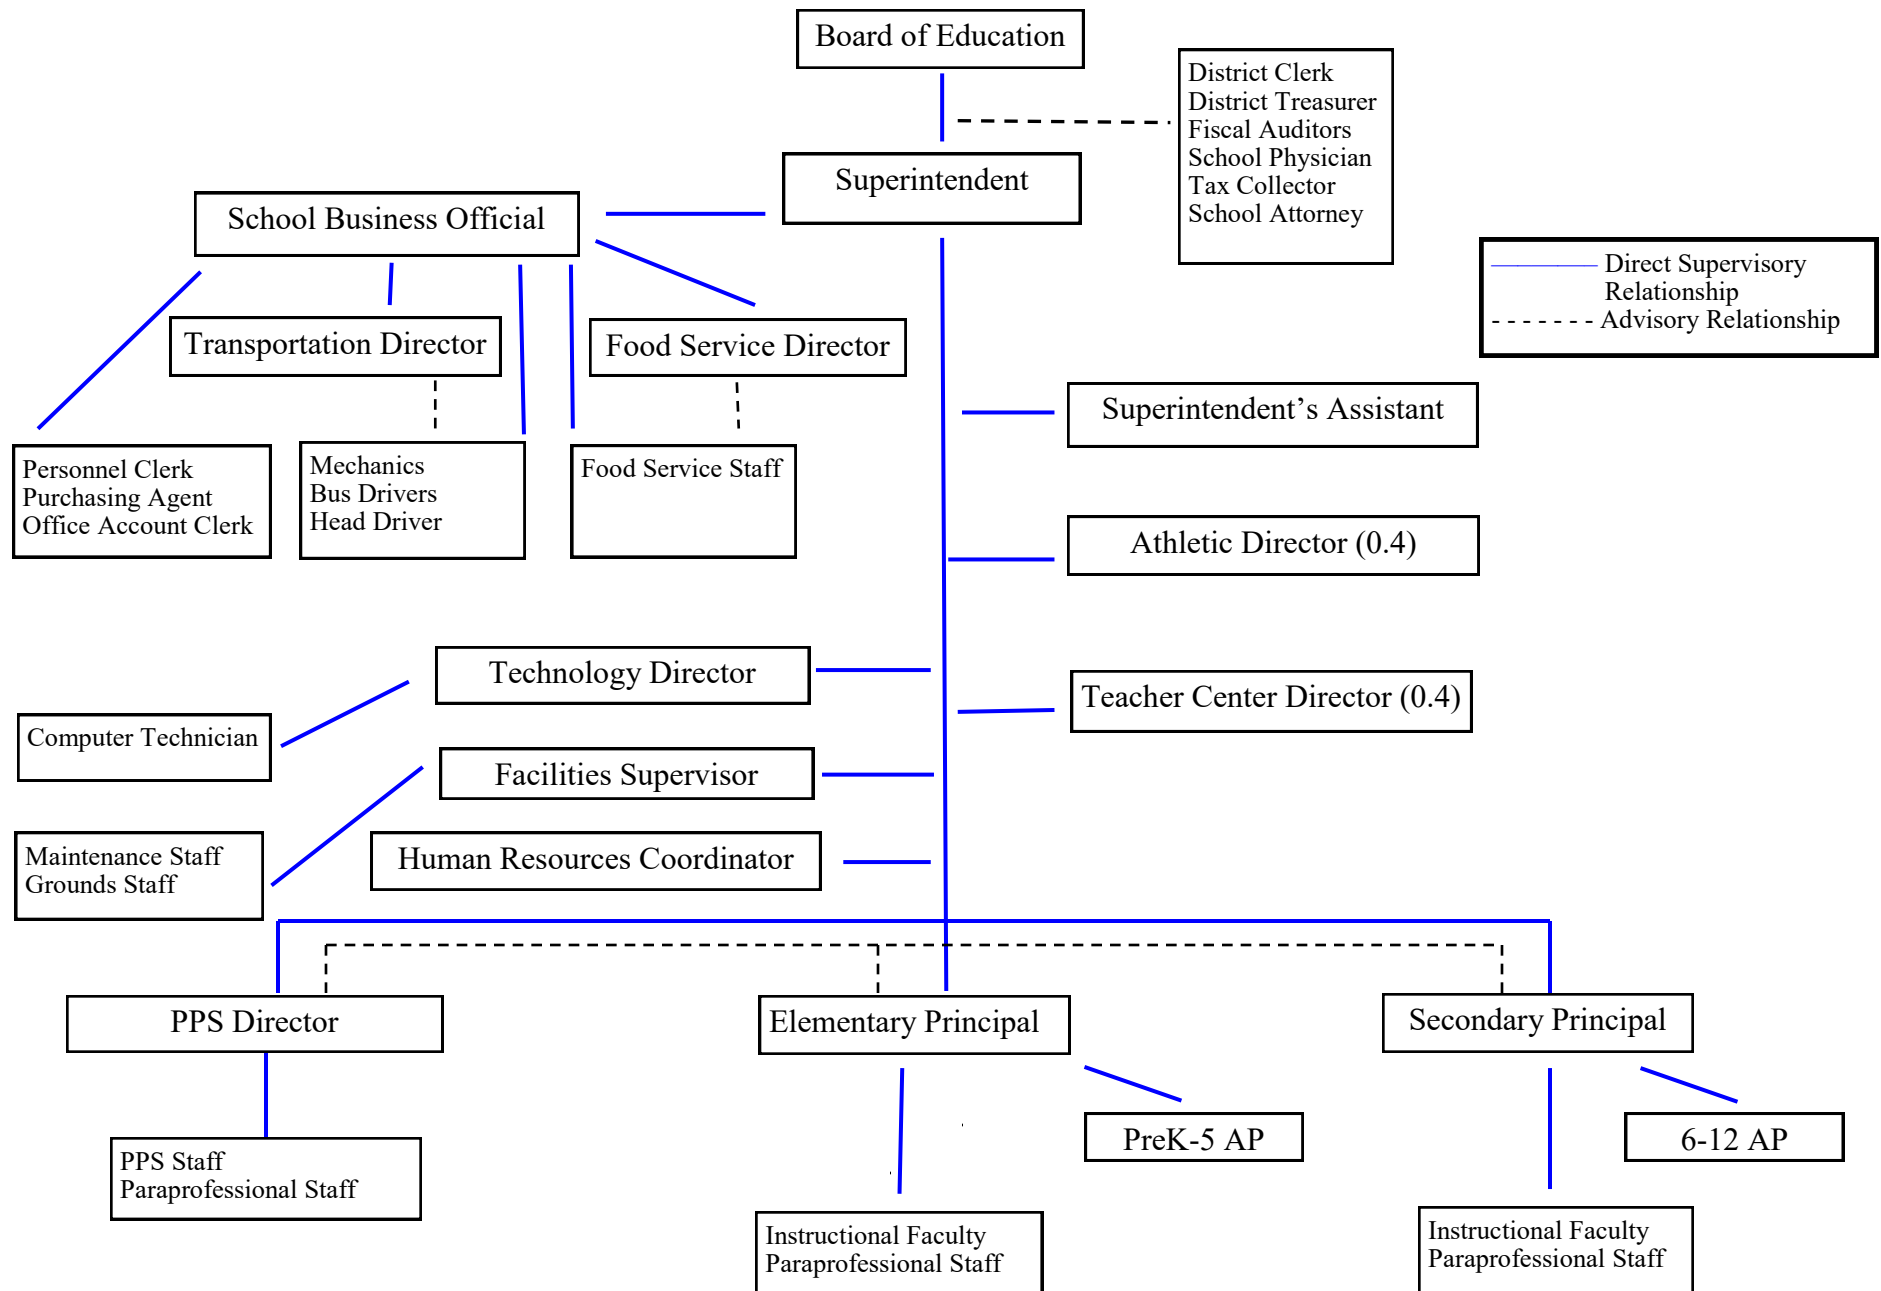 Board of Education
District Clerk
District Treasurer
Fiscal Auditors
School Physician
Tax Collector
School Attorney
Superintendent
School Business Official
Direct Supervisory
Relationship
Advisory Relationship
Transportation Director
Food Service Director
Superintendent’s Assistant
Personnel Clerk
Purchasing Agent
Office Account Clerk
Mechanics
Bus Drivers
Head Driver
Food Service Staff
Athletic Director (0.4)
Technology Director
Teacher Center Director (0.4)
Computer Technician
Facilities Supervisor
Maintenance Staff
Grounds Staff
Human Resources Coordinator
PPS Director
Elementary Principal
Secondary Principal
PreK-5 AP
6-12 AP
PPS Staff
Paraprofessional Staff
Instructional Faculty
Paraprofessional Staff
Instructional Faculty
Paraprofessional Staff